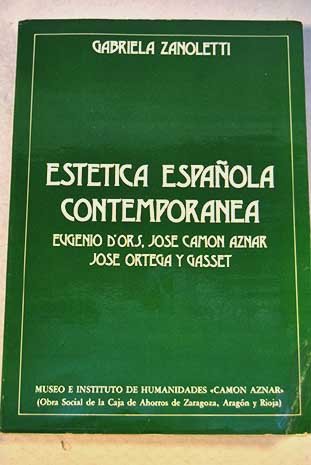 GABRIELA ZANOLETTI
ESTETICA ESPAÑOLA
CONTEMPORANEA
EUGENIO D'ORS, JOSE CAMON AZNAR
JOSE ORTEGA Y GASSET
MUSEO E INSTITUTO DE HUMANIDADES «CAMON AZNAR»
(Obra Social de la Caja de Ahorros de Zaragoza, Aragón y Rioja)